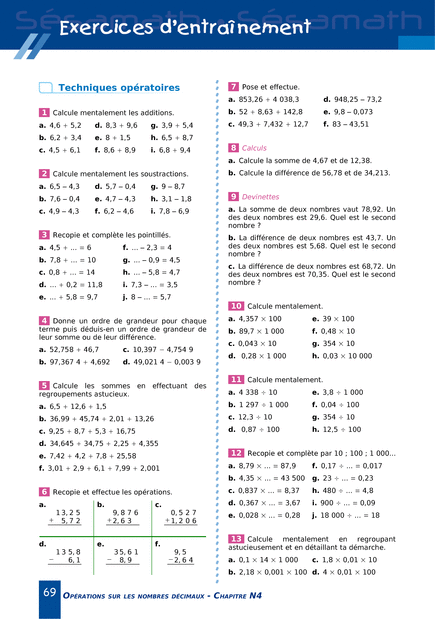 Exercices d'entraînement
Techniques opératoires
1 Calcule mentalement les additions.
a. 4,6 + 5,2 d. 8,3 + 9,6 g. 3,9 + 5,4
b. 6,2 + 3,4 e. 8 + 1,5 h. 6,5 + 8,7
c. 4,5 + 6,1 f. 8,6 + 8,9 i. 6,8 + 9,4
2 Calcule mentalement les soustractions.
a. 6,5 – 4,3 d. 5,7 – 0,4 g. 9 – 8,7
b. 7,6 – 0,4 e. 4,7 – 4,3 h. 3,1 – 1,8
c. 4,9 – 4,3 f. 6,2 – 4,6 i. 7,8 – 6,9
3 Recopie et complète les pointillés.
a. 4,5 + ... = 6 f. ... – 2,3 = 4
b. 7,8 + ... = 10 g. ... – 0,9 = 4,5
c. 0,8 + ... = 14 h. ... – 5,8 = 4,7
d. ... + 0,2 = 11,8 i. 7,3 – ... = 3,5
e. ... + 5,8 = 9,7 j. 8 – ... = 5,7
4 Donne un ordre de grandeur pour chaque
terme puis déduis-en un ordre de grandeur de
leur somme ou de leur différence.
a. 52,758 + 46,7 c. 10,397 – 4,754 9
b. 97,367 4 + 4,692 d. 49,021 4 – 0,003 9
5 Calcule les sommes en effectuant des
regroupements astucieux.
a. 6,5 + 12,6 + 1,5
b. 36,99 + 45,74 + 2,01 + 13,26
c. 9,25 + 8,7 + 5,3 + 16,75
d. 34,645 + 34,75 + 2,25 + 4,355
e. 7,42 + 4,2 + 7,8 + 25,58
f. 3,01 + 2,9 + 6,1 + 7,99 + 2,001
6 Recopie et effectue les opérations.
a. b. c.
13,25 9,876 0,527
+ 5,72 +2,63 +1,206
d. e. f.
135,8 35,61 9,5
– 6,1 – 8,9 –2,64
7 Pose et effectue.
a. 853,26 + 4 038,3 d. 948,25 – 73,2
b. 52 + 8,63 + 142,8 e. 9,8 – 0,073
c. 49,3 + 7,432 + 12,7 f. 83 – 43,51
8 Calculs
a. Calcule la somme de 4,67 et de 12,38.
b. Calcule la différence de 56,78 et de 34,213.
9 Devinettes
a. La somme de deux nombres vaut 78,92. Un
des deux nombres est 29,6. Quel est le second
nombre ?
b. La différence de deux nombres est 43,7. Un
des deux nombres est 5,68. Quel est le second
nombre ?
c. La différence de deux nombres est 68,72. Un
des deux nombres est 70,35. Quel est le second
nombre ?
10 Calcule mentalement.
a. 4,357 × 100 e. 39 × 100
b. 89,7 × 1 000 f. 0,48 × 10
c. 0,043 × 10 g. 354 × 10
d. 0,28 × 1 000 h. 0,03 × 10 000
11 Calcule mentalement.
a. 4 338 ÷ 10 e. 3,8 ÷ 1 000
b. 1 297 ÷ 1 000 f. 0,04 ÷ 100
c. 12,3 ÷ 10 g. 354 ÷ 10
d. 0,87 ÷ 100 h. 12,5 ÷ 100
12 Recopie et complète par 10 ; 100 ; 1 000...
a. 8,79 × ... = 87,9 f. 0,17 ÷ ... = 0,017
b. 4,35 × ... = 43 500 g. 23 ÷ ... = 0,23
c. 0,837 × ... = 8,37 h. 480 ÷ ... = 4,8
d. 0,367 × ... = 3,67 i. 900 ÷ ... = 0,09
e. 0,028 × ... = 0,28 j. 18 000 ÷ ... = 18
13 Calcule mentalement en regroupant
astucieusement et en détaillant ta démarche.
a. 0,1 × 14 × 1 000 c. 1,8 × 0,01 × 10
b. 2,18 × 0,001 × 100 d. 4 × 0,01 × 100
69 OPÉRATIONS SUR LES NOMBRES DÉCIMAUX - CHAPITRE N4